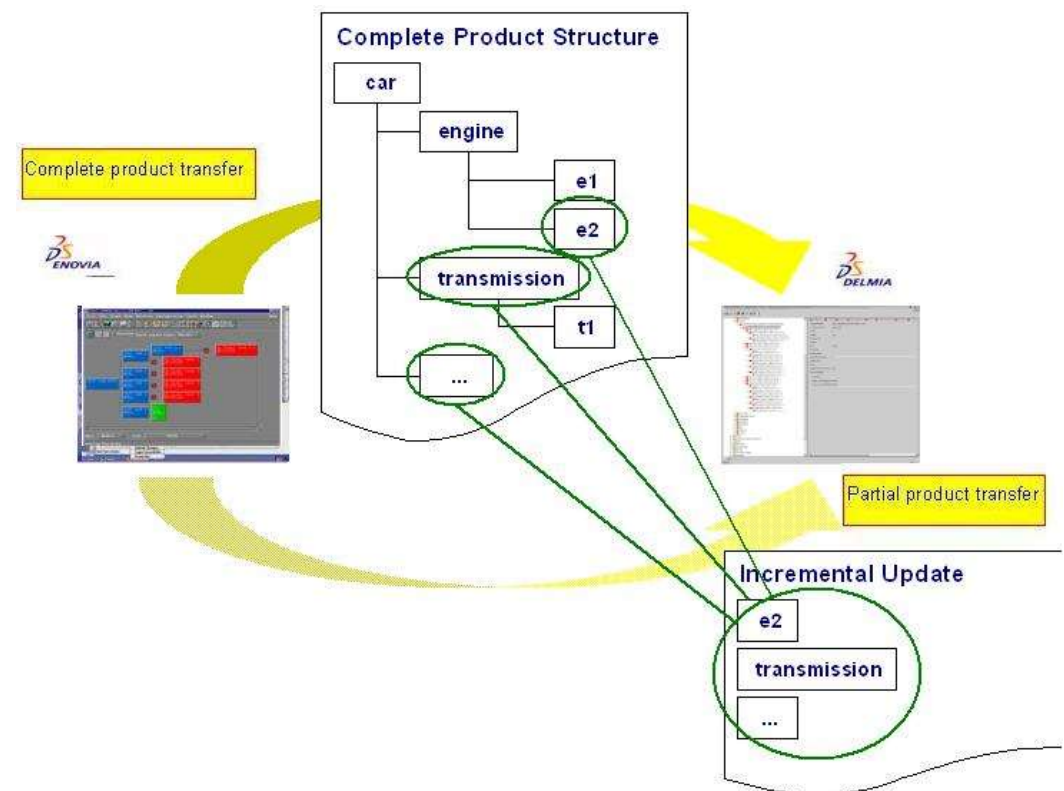 Complete Product Structure
car
engine
Complete product transfer
e1
e2
ENOVIA
transmission
DELMIA
t1
...
Partial product transfer
Incremental Update
e2
transmission
...